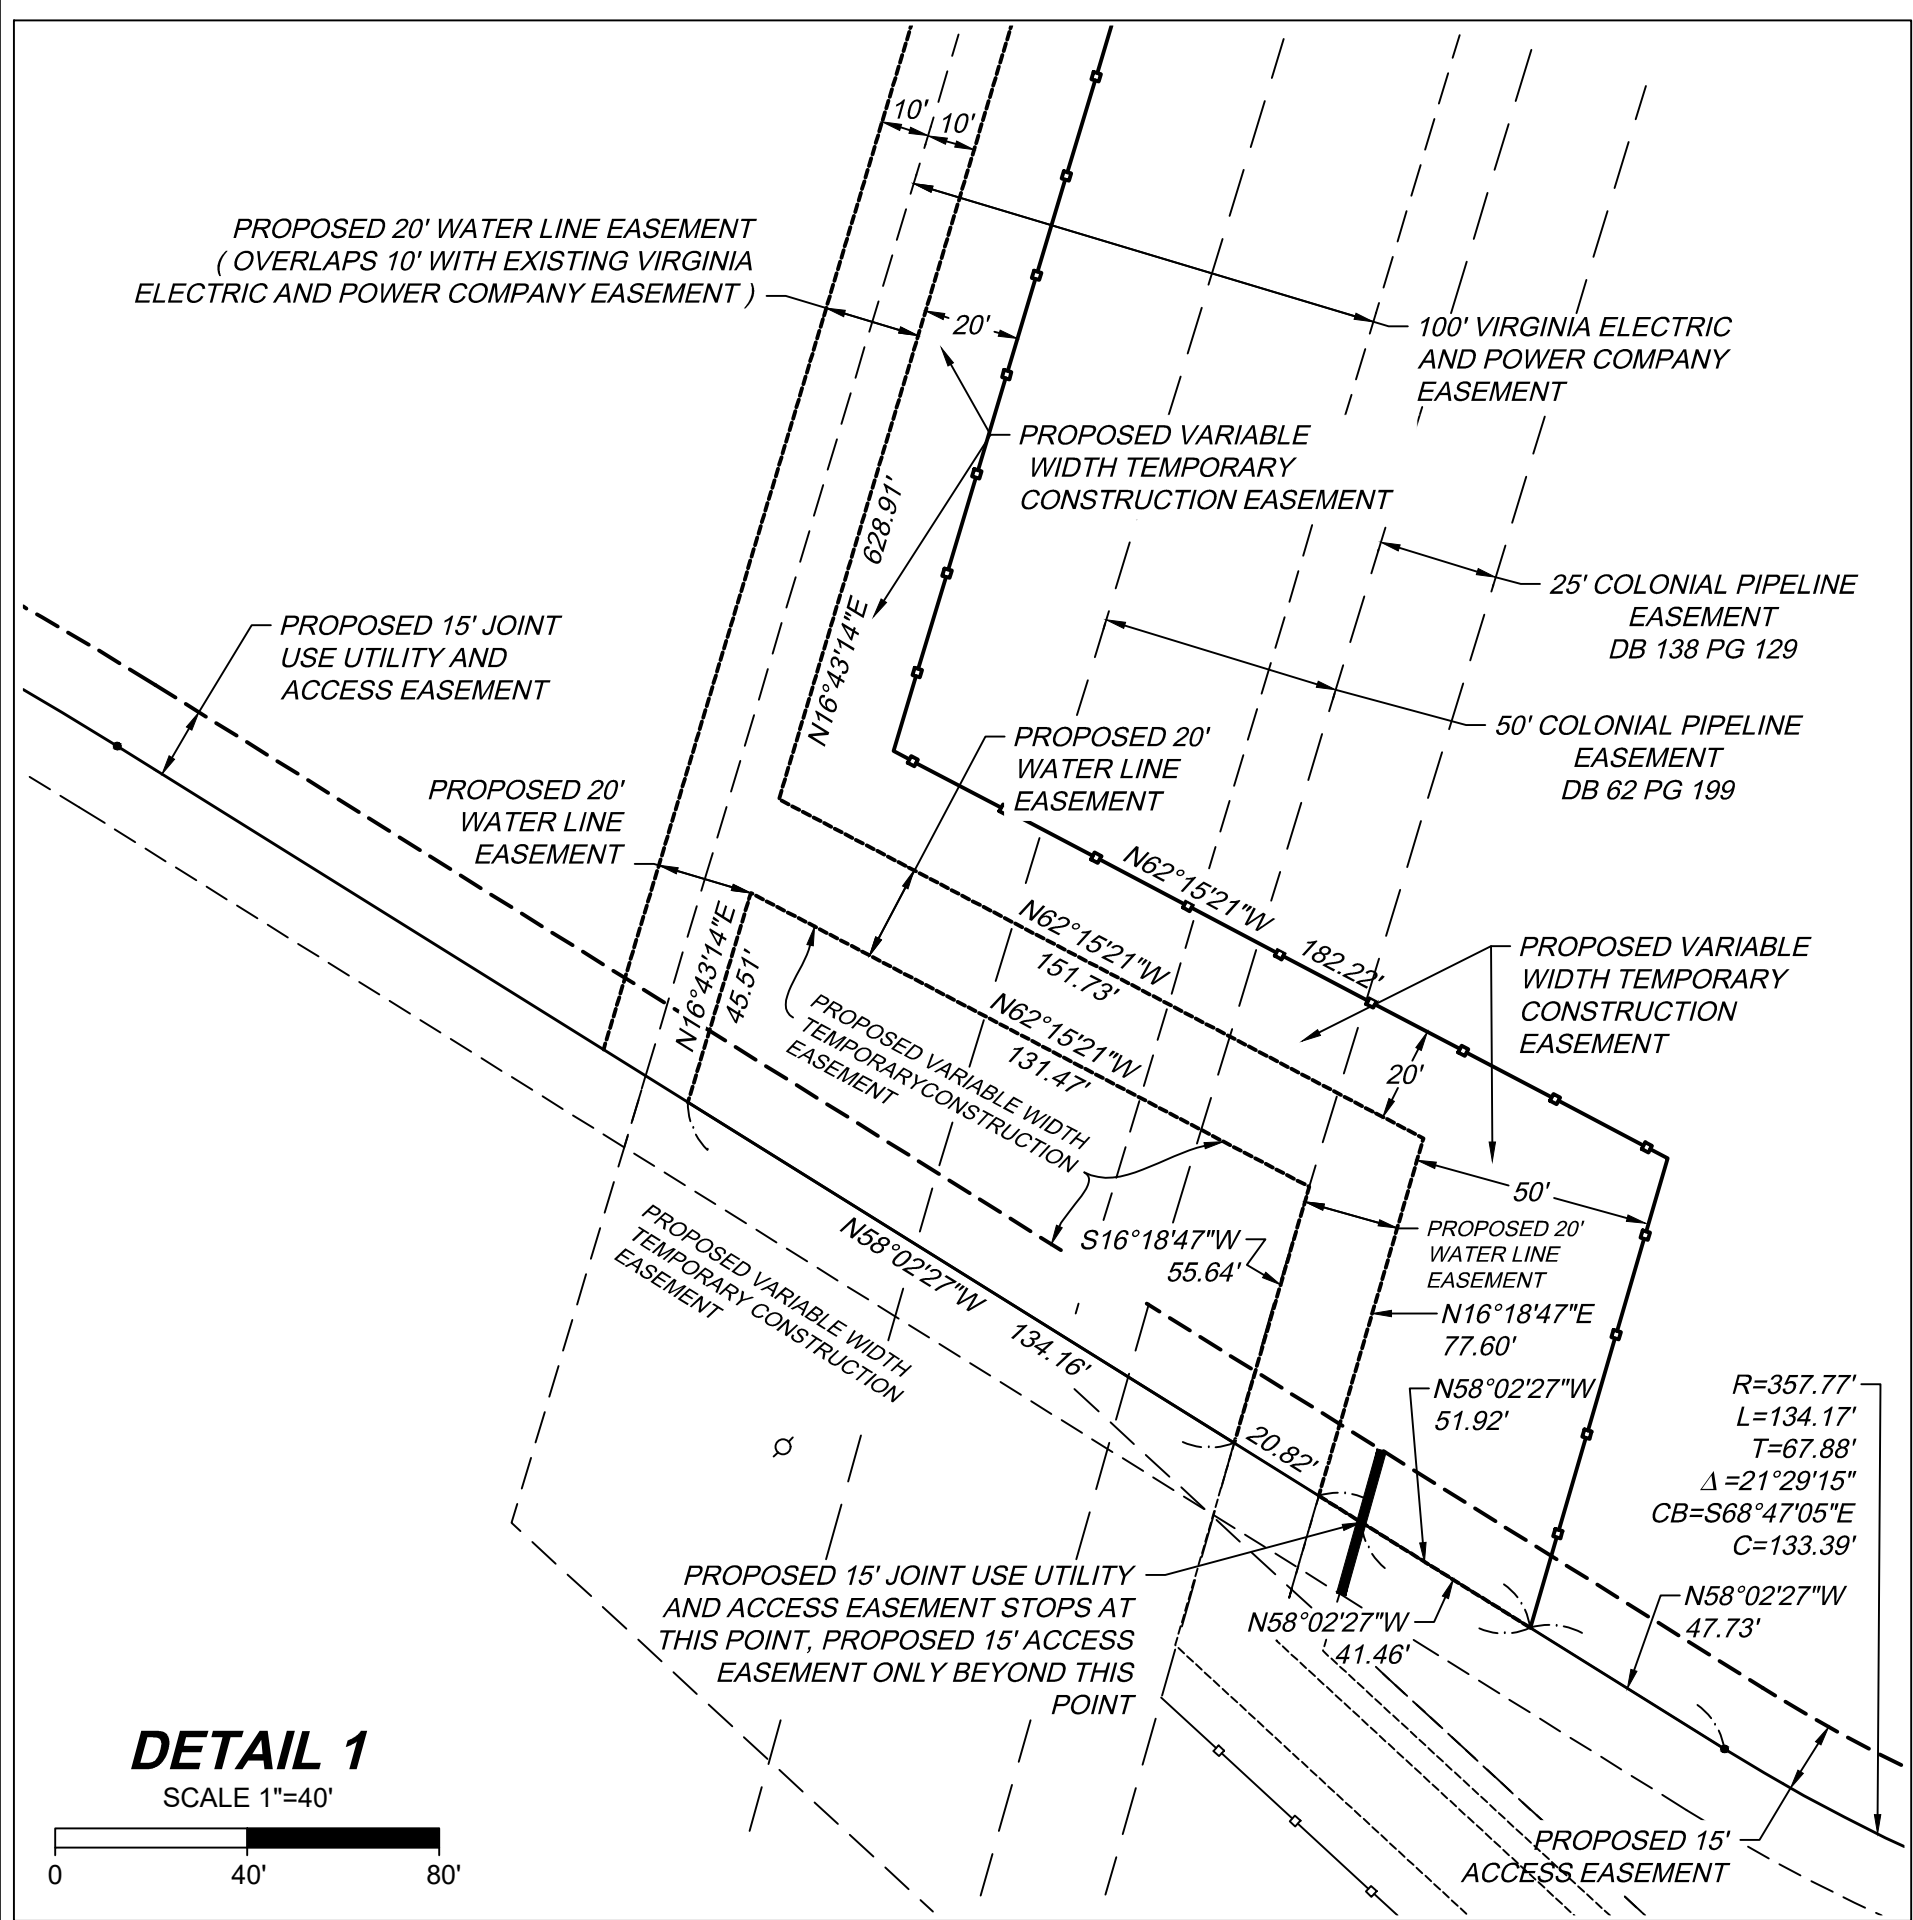 10'
10'
PROPOSED 20' WATER LINE EASEMENT
( OVERLAPS 10' WITH EXISTING VIRGINIA
ELECTRIC AND POWER COMPANY EASEMENT )
20'
100' VIRGINIA ELECTRIC
AND POWER COMPANY
EASEMENT
PROPOSED VARIABLE
WIDTH TEMPORARY
CONSTRUCTION EASEMENT
N16°43'14"E 628.91'
25' COLONIAL PIPELINE
EASEMENT
DB 138 PG 129
PROPOSED 15' JOINT
USE UTILITY AND
ACCESS EASEMENT
50' COLONIAL PIPELINE
EASEMENT
DB 62 PG 199
PROPOSED 20'
WATER LINE
EASEMENT
PROPOSED 20'
WATER LINE
EASEMENT
N62°15'21"W 182.22'
N62°15'21"W
151.73'
N16°43'14"E
45.51'
PROPOSED VARIABLE
WIDTH TEMPORARY
CONSTRUCTION
EASEMENT
N62°15'21"W
131.47'
PROPOSED VARIABLE WIDTH
TEMPORARYCONSTRUCTION
EASEMENT
20'
50'
PROPOSED 20'
WATER LINE
EASEMENT
S16°18'47"W
55.64'
N58°02'27"W 134.16'
PROPOSED VARIABLE WIDTH
TEMPORARY CONSTRUCTION
EASEMENT
N16°18'47"E
77.60'
N58°02'27"W
51.92'
20.82'
R=357.77'
L=134.17'
T=67.88'
Δ =21°29'15"
CB=S68°47'05"E
C=133.39'
PROPOSED 15' JOINT USE UTILITY
AND ACCESS EASEMENT STOPS AT
THIS POINT, PROPOSED 15' ACCESS
EASEMENT ONLY BEYOND THIS
POINT
N58°02'27"W
41.46'
N58°02'27"W
47.73'
PROPOSED 15'
ACCESS EASEMENT
DETAIL 1
SCALE 1"=40'
0 40' 80'